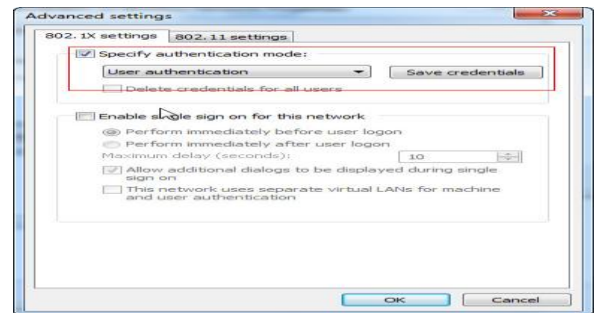 Advanced settings
802.1X settings
802.11 settings
Specify authentication mode:
User authentication
Save credentials
Delete credentials for all users
Enable single sign on for this network
Perform immediately before user logon
Perform immediately after user logon
Maximum delay (seconds):
10
Allow additional dialogs to be displayed during single
sign on
This network uses separate virtual LANs for machine
and user authentication
OK
Cancel